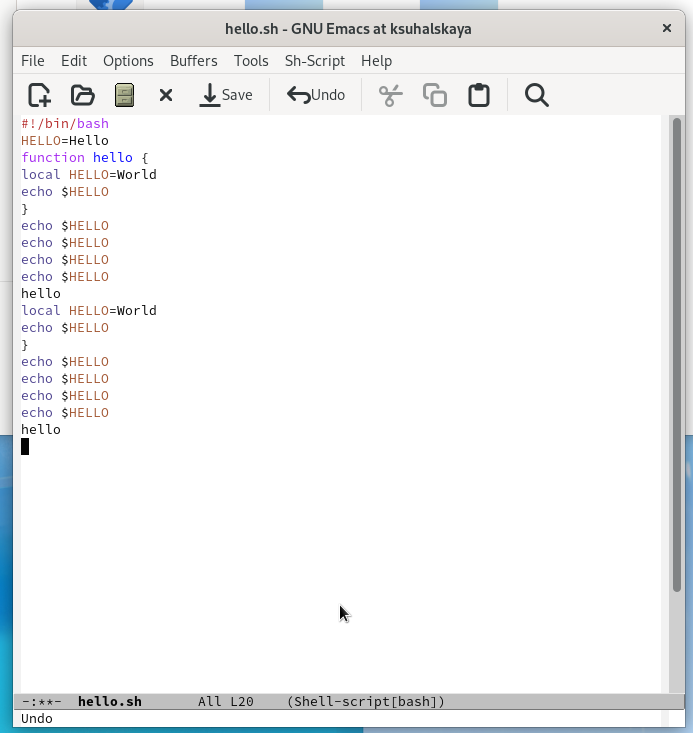 hello.sh - GNU Emacs at ksuhalskaya
File Edit Options Buffers Tools Sh-Script Help
Save Undo
#!/bin/bash
HELLO=Hello
function hello {
local HELLO=World
echo $HELLO
}
echo $HELLO
echo $HELLO
echo $HELLO
echo $HELLO
hello
local HELLO=World
echo $HELLO
}
echo $HELLO
echo $HELLO
echo $HELLO
echo $HELLO
hello
-:**- hello.sh All L20 (Shell-script[bash])
Undo